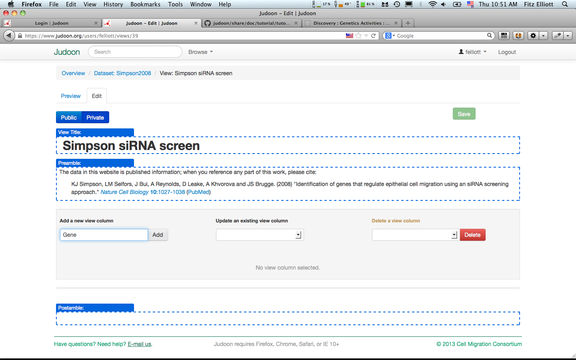 Firefox File Edit View History Bookmarks Tools Window Help
Thu 10:51 AM Fitz Elliott
Judoon - Edit | Judoon
Login | Judoon
Judoon - Edit | Judoon
judoon/share/doc/tutorial/tuto...
Discovery : Genetics Activities : ...
https://www.judoon.org/users/felliott/views/39
Google
Judoon
Search
Browse
felliott
Logout
Overview / Dataset: Simpson2008 / View: Simpson siRNA screen
Preview
Edit
Public
Private
Save
View Title:
Simpson siRNA screen
Preamble:
The data in this website is published information; when you reference any part of this work, please cite:
KJ Simpson, LM Selfors, J Bui, A Reynolds, D Leake, A Khvorova and JS Brugge. (2008) "Identification of genes that regulate epithelial cell migration using an siRNA screening
approach." Nature Cell Biology 10:1027-1038 (PubMed)
Add a new view column
Update an existing view column
Delete a view column
Gene
Add
Delete
No view column selected.
Postamble:
Have questions? Need help? E-mail us.
Judoon requires Firefox, Chrome, Safari, or IE 10+
© 2013 Cell Migration Consortium